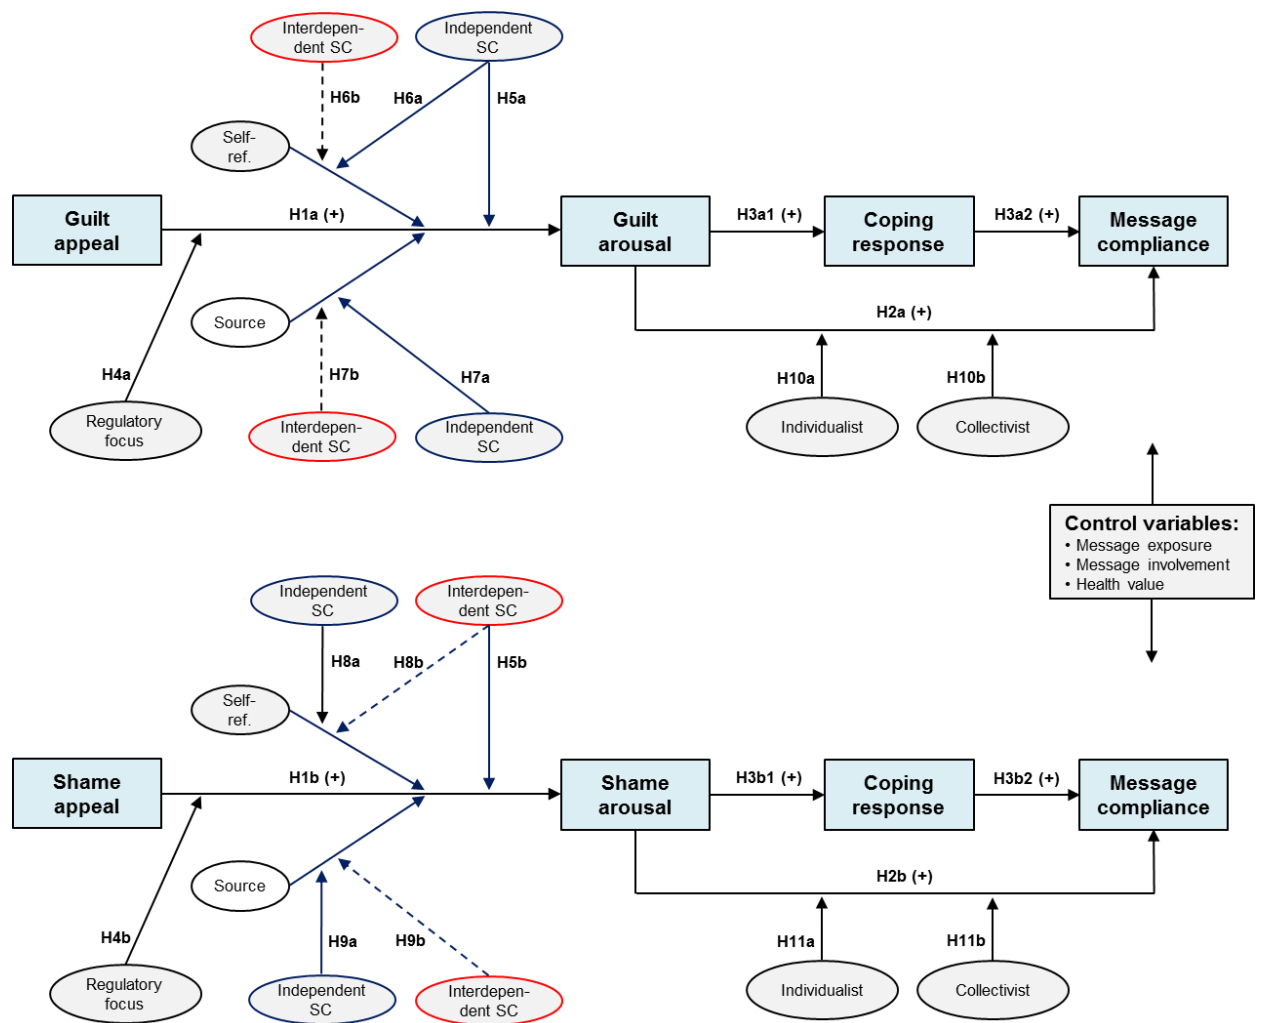 Interdepen-
dent SC
Independent
SC
H6b
H6a
H5a
Self-
ref.
Guilt
appeal
H1a (+)
Guilt
arousal
H3a1 (+)
Coping
response
H3a2 (+)
Message
compliance
Source
H2a (+)
H4a
H7b
H7a
H10a
H10b
Regulatory
focus
Interdepen-
dent SC
Independent
SC
Individualist
Collectivist
Control variables:
• Message exposure
• Message involvement
• Health value
Independent
SC
Interdepen-
dent SC
H8a
H8b
H5b
Self-
ref.
Shame
appeal
H1b (+)
Shame
arousal
H3b1 (+)
Coping
response
H3b2 (+)
Message
compliance
Source
H2b (+)
H4b
H9a
H9b
H11a
H11b
Regulatory
focus
Independent
SC
Interdepen-
dent SC
Individualist
Collectivist